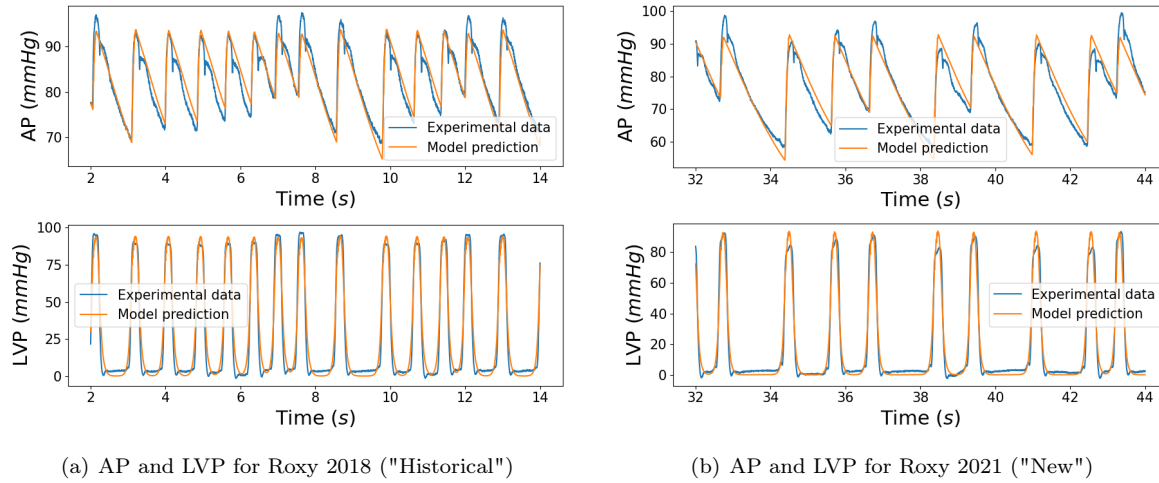 AP (mmHg)
90
80
70
2
4
6
8
10
12
14
Time (s)
Experimental data
Model prediction
AP (mmHg)
100
90
80
70
60
32
34
36
38
40
42
44
Time (s)
Experimental data
Model prediction
LVP (mmHg)
100
75
50
25
0
2
4
6
8
10
12
14
Time (s)
Experimental data
Model prediction
LVP (mmHg)
80
60
40
20
0
32
34
36
38
40
42
44
Time (s)
Experimental data
Model prediction
(a) AP and LVP for Roxy 2018 ("Historical")
(b) AP and LVP for Roxy 2021 ("New")